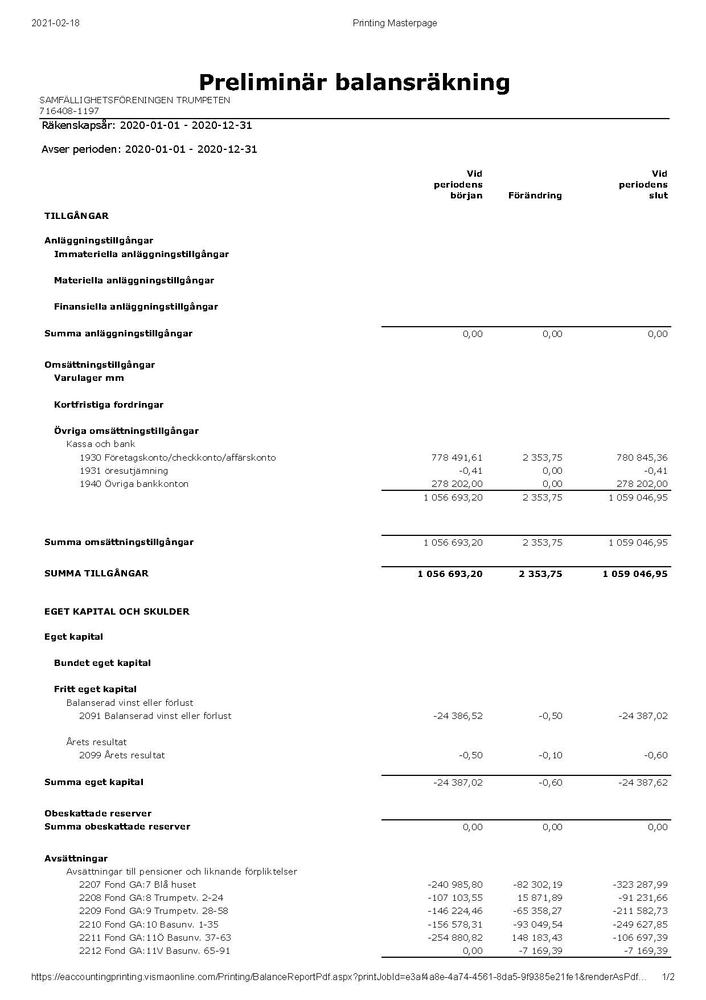 2021-02-18 Printing Masterpage
Preliminär balansräkning
SAMFÄLLIGHETSFÖRENINGEN TRUMPETEN
716408-1197
Räkenskapsår: 2020-01-01 - 2020-12-31
Avser perioden: 2020-01-01 - 2020-12-31
Vid Vid
periodens periodens
början Förändring slut
TILLGÅNGAR
Anläggningstillgångar
Immateriella anläggningstillgångar
Materiella anläggningstillgångar
Finansiella anläggningstillgångar
Summa anläggningstillgångar 0,00 0,00 0,00
Omsättningstillgångar
Varulager mm
Kortfristiga fordringar
Övriga omsättningstillgångar
Kassa och bank
1930 Företagskonto/checkkonto/affärskonto 778 491,61 2 353,75 780 845,36
1931 öresutjämning -0,41 0,00 -0,41
1940 Övriga bankkonton 278 202,00 0,00 278 202,00
1 056 693,20 2 353,75 1 059 046,95
Summa omsättningstillgångar 1 056 693,20 2 353,75 1 059 046,95
SUMMA TILLGÅNGAR 1 056 693,20 2 353,75 1 059 046,95
EGET KAPITAL OCH SKULDER
Eget kapital
Bundet eget kapital
Fritt eget kapital
Balanserad vinst eller förlust
2091 Balanserad vinst eller förlust -24 386,52 -0,50 -24 387,02
Årets resultat
2099 Årets resultat -0,50 -0,10 -0,60
Summa eget kapital -24 387,02 -0,60 -24 387,62
Obeskattade reserver
Summa obeskattade reserver 0,00 0,00 0,00
Avsättningar
Avsättningar till pensioner och liknande förpliktelser
2207 Fond GA:7 Blå huset -240 985,80 -82 302,19 -323 287,99
2208 Fond GA:8 Trumpetv. 2-24 -107 103,55 15 871,89 -91 231,66
2209 Fond GA:9 Trumpetv. 28-58 -146 224,46 -65 358,27 -211 582,73
2210 Fond GA:10 Basunv. 1-35 -156 578,31 -93 049,54 -249 627,85
2211 Fond GA:11Ö Basunv. 37-63 -254 880,82 148 183,43 -106 697,39
2212 Fond GA:11V Basunv. 65-91 0,00 -7 169,39 -7 169,39
https://eaccountingprinting.vismaonline.com/Printing/BalanceReportPdf.aspx?printJobId=e3af4a8e-4a74-4561-8da5-9f9385e21fe1&renderAsPdf… 1/2